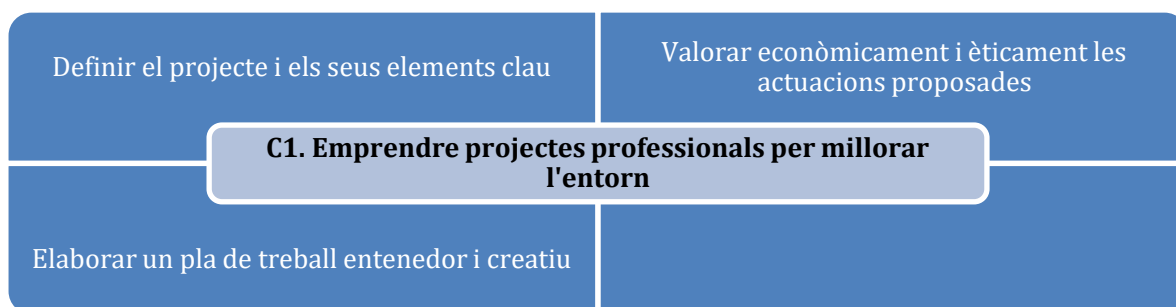 Definir el projecte i els seus elements clau
Valorar econòmicament i èticament les
actuacions proposades
C1. Emprendre projectes professionals per millorar
l'entorn
Elaborar un pla de treball entenedor i creatiu